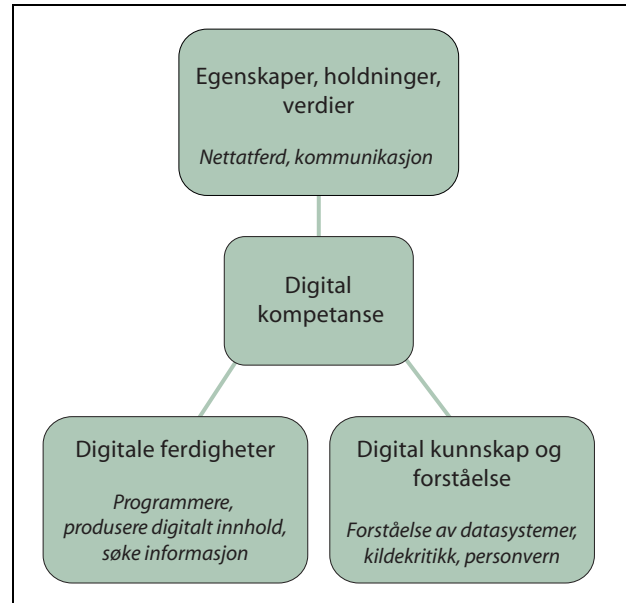 Egenskaper, holdninger,
verdier
Nettatferd, kommunikasjon
Digital
kompetanse
Digitale ferdigheter
Programmere,
produsere digitalt innhold,
søke informasjon
Digital kunnskap og
forståelse
Forståelse av datasystemer,
kildekritikk, personvern